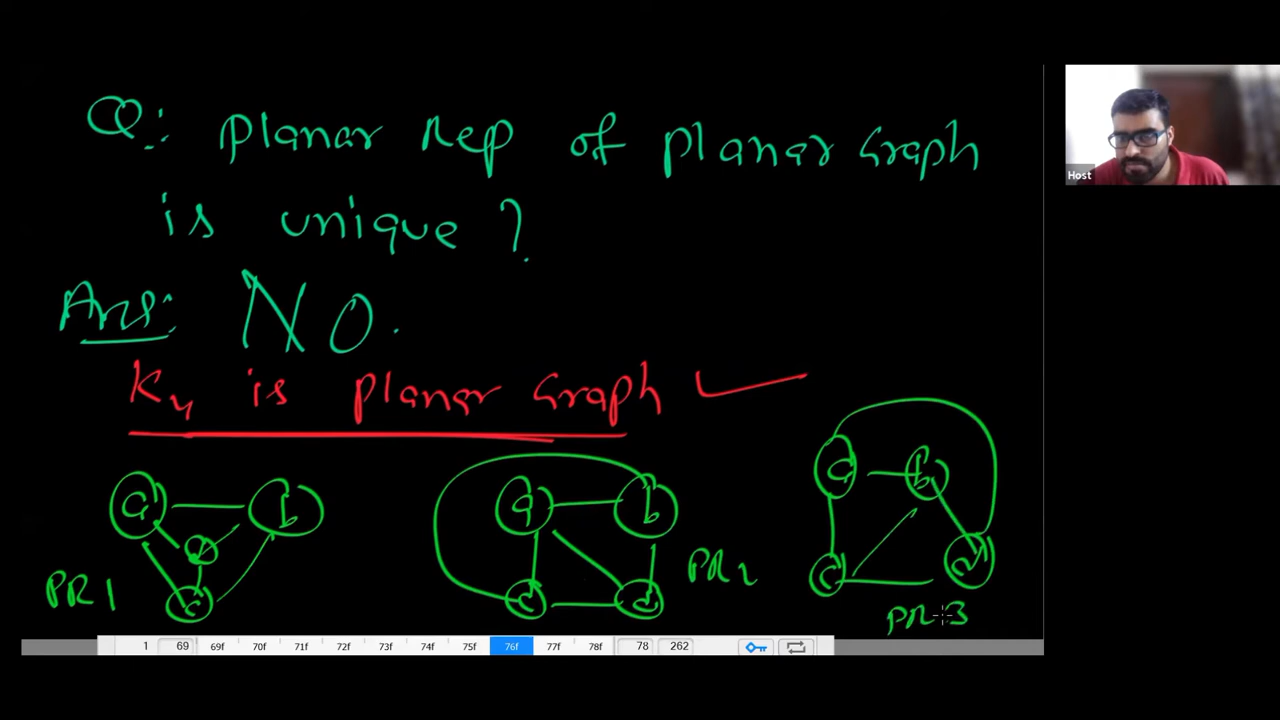 Q: Planar Rep of planar Graph
Host
is unique?
Ans: NO.
K4 is planar Graph
a b
c
PR1
a b
c d
PR2
a b
c d
PR3
1 69 69f 70f 71f 72f 73f 74f 75f 76f 77f 78f 78 262